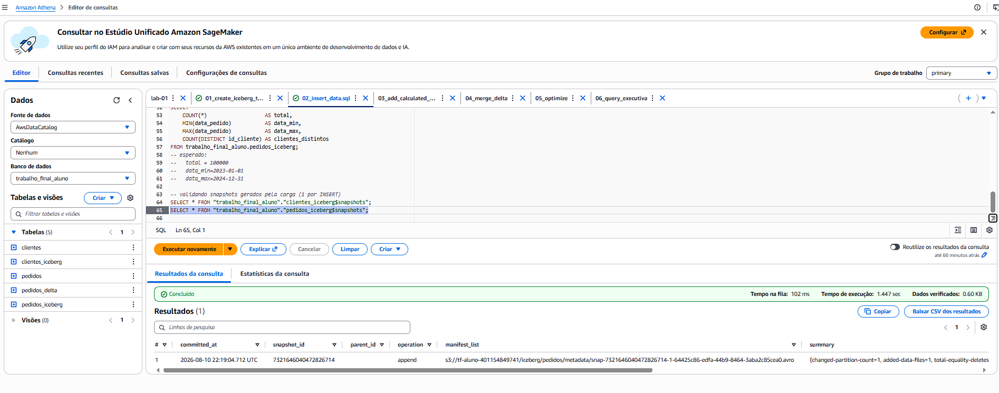 Amazon Athena > Editor de consultas
Consultar no Estúdio Unificado Amazon SageMaker
Utilize seu perfil do IAM para analisar e criar com seus recursos da AWS existentes em um único ambiente de desenvolvimento de dados e IA.
Configurar
Editor
Consultas recentes
Consultas salvas
Configurações de consultas
Grupo de trabalho
primary
Dados
Fonte de dados
AwsDataCatalog
Catálogo
Nenhum
Banco de dados
trabalho_final_aluno
Tabelas e visões
Criar
Filtrar tabelas e visões
Tabelas (5)
1
clientes
clientes_iceberg
pedidos
pedidos_delta
pedidos_iceberg
Visões (0)
1
lab-01
01_create_iceberg_t...
02_insert_data.sql
03_add_calculated_...
04_merge_delta
05_optimize
06_query_executiva
52 SELECT
53 COUNT(*) AS total,
54 MIN(data_pedido) AS data_min,
55 MAX(data_pedido) AS data_max,
56 COUNT(DISTINCT id_cliente) AS clientes_distintos
57 FROM trabalho_final_aluno.pedidos_iceberg;
58 -- esperado:
59 -- total = 100000
60 -- data_min=2023-01-01
61 -- data_max=2024-12-31
62
63 -- validando snapshots gerados pela carga (1 por INSERT)
64 SELECT * FROM "trabalho_final_aluno"."clientes_iceberg$snapshots";
65 SELECT * FROM "trabalho_final_aluno"."pedidos_iceberg$snapshots";
66
SQL Ln 65, Col 1
Executar novamente
Explicar
Cancelar
Limpar
Criar
Reutilize os resultados da consulta
até 60 minutos atrás
Resultados da consulta
Estatísticas da consulta
Concluído
Tempo na fila: 102 ms
Tempo de execução: 1.447 sec
Dados verificados: 0.60 KB
Resultados (1)
Copiar
Baixar CSV dos resultados
Linhas de pesquisa
1
# committed_at snapshot_id parent_id operation manifest_list summary
1 2026-08-10 22:19:04.712 UTC 7321646040472826714 append s3://tf-aluno-401154849741/iceberg/pedidos/metadata/snap-7321646040472826714-1-64425c86-edfa-44b9-8464-3aba2c85cea0.avro {changed-partition-count=1, added-data-files=1, total-equality-deletes